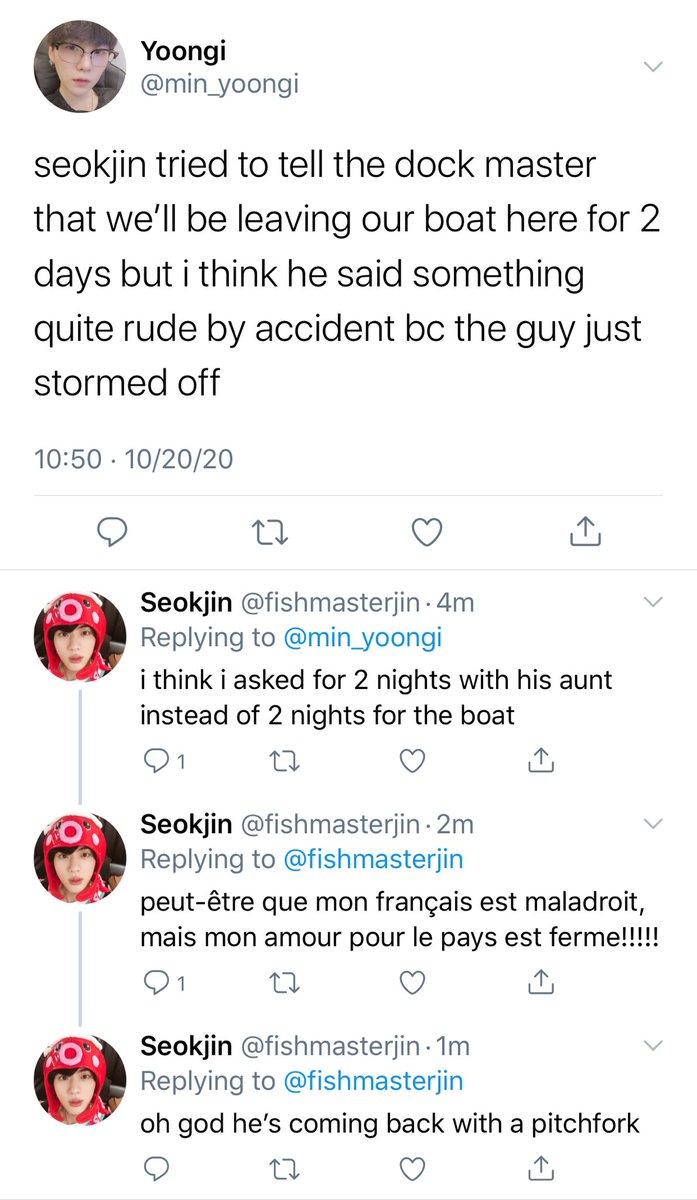 Yoongi
@min_yoongi
seokjin tried to tell the dock master
that we’ll be leaving our boat here for 2
days but i think he said something
quite rude by accident bc the guy just
stormed off
10:50 · 10/20/20
Seokjin @fishmasterjin · 4m
Replying to @min_yoongi
i think i asked for 2 nights with his aunt
instead of 2 nights for the boat
1
Seokjin @fishmasterjin · 2m
Replying to @fishmasterjin
peut-être que mon français est maladroit,
mais mon amour pour le pays est ferme!!!!!
1
Seokjin @fishmasterjin · 1m
Replying to @fishmasterjin
oh god he’s coming back with a pitchfork